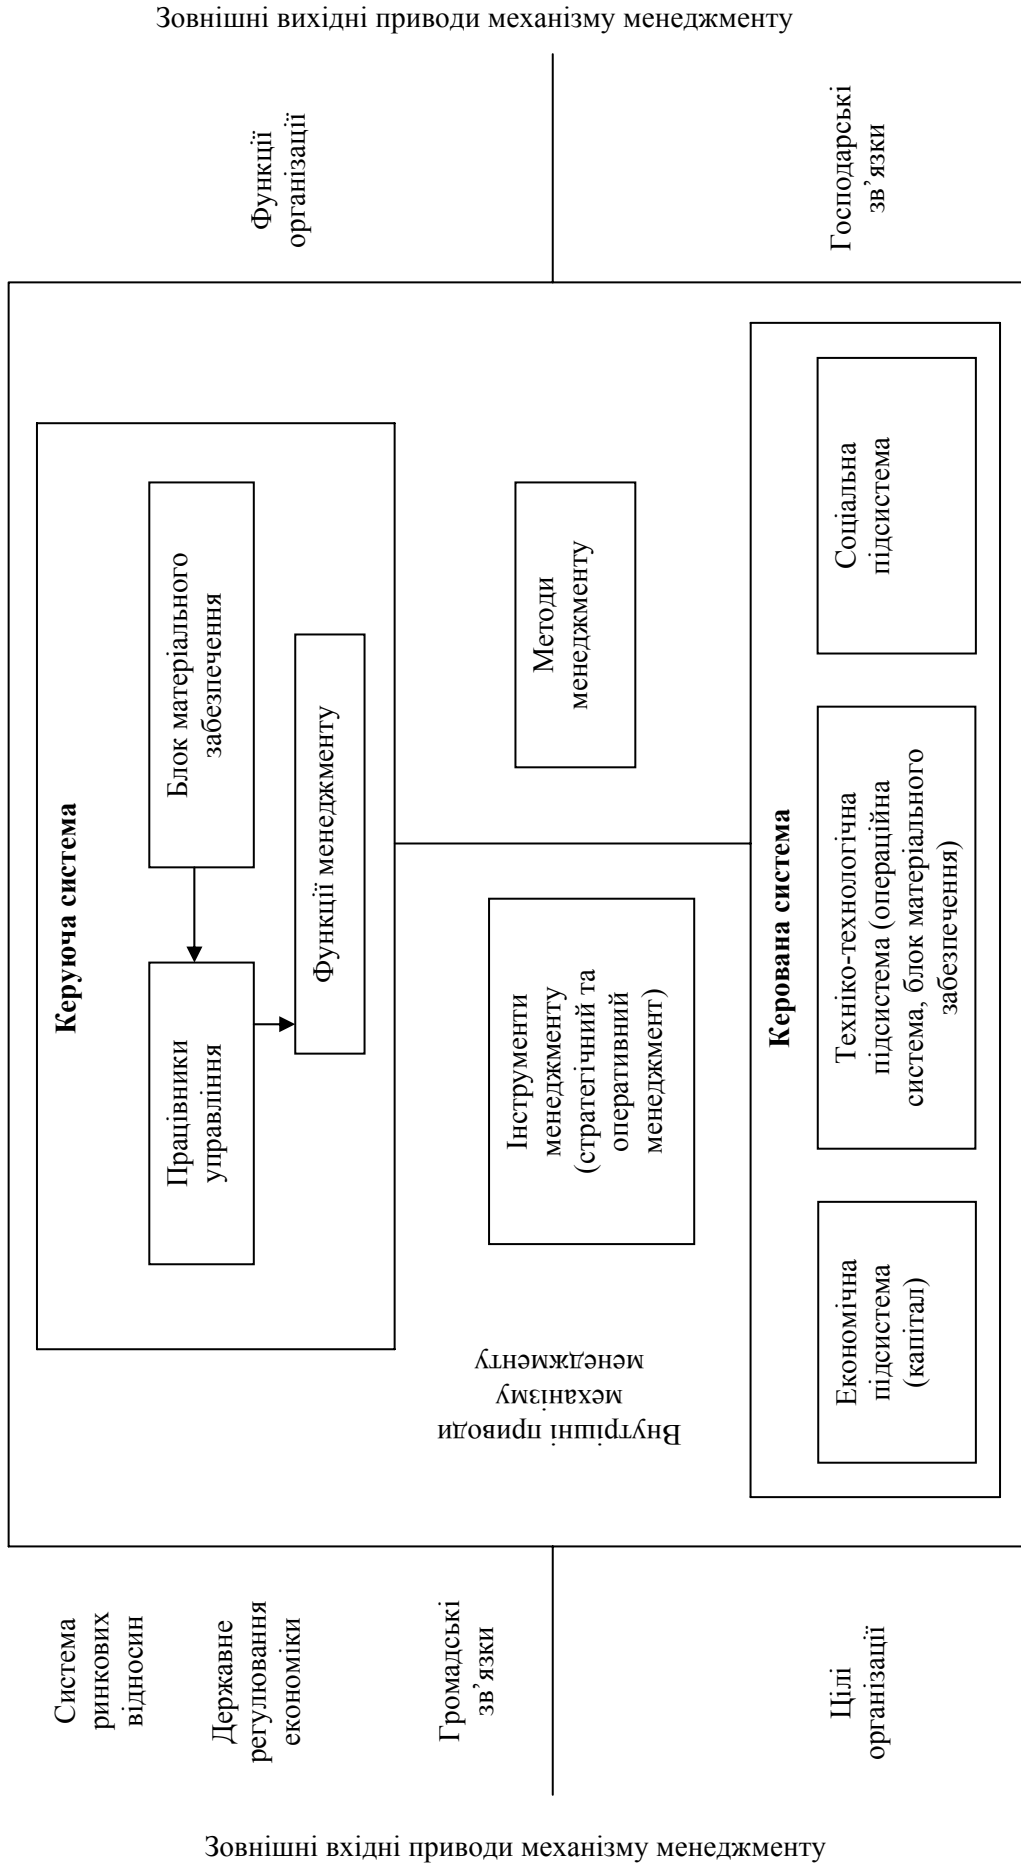 Зовнішні вихідні приводи механізму менеджменту
Функції
організації
Господарські
зв’язки
Керуюча система
Блок матеріального
забезпечення
Працівники
управління
Функції менеджменту
Методи
менеджменту
Інструменти
менеджменту
(стратегічний та
оперативний
менеджмент)
Внутрішні приводи
механізму
менеджменту
Керована система
Соціальна
підсистема
Техніко-технологічна
підсистема (операційна
система, блок матеріального
забезпечення)
Економічна
підсистема
(капітал)
Система
ринкових
відносин
Державне
регулювання
економіки
Громадські
зв’язки
Цілі
організації
Зовнішні вхідні приводи механізму менеджменту